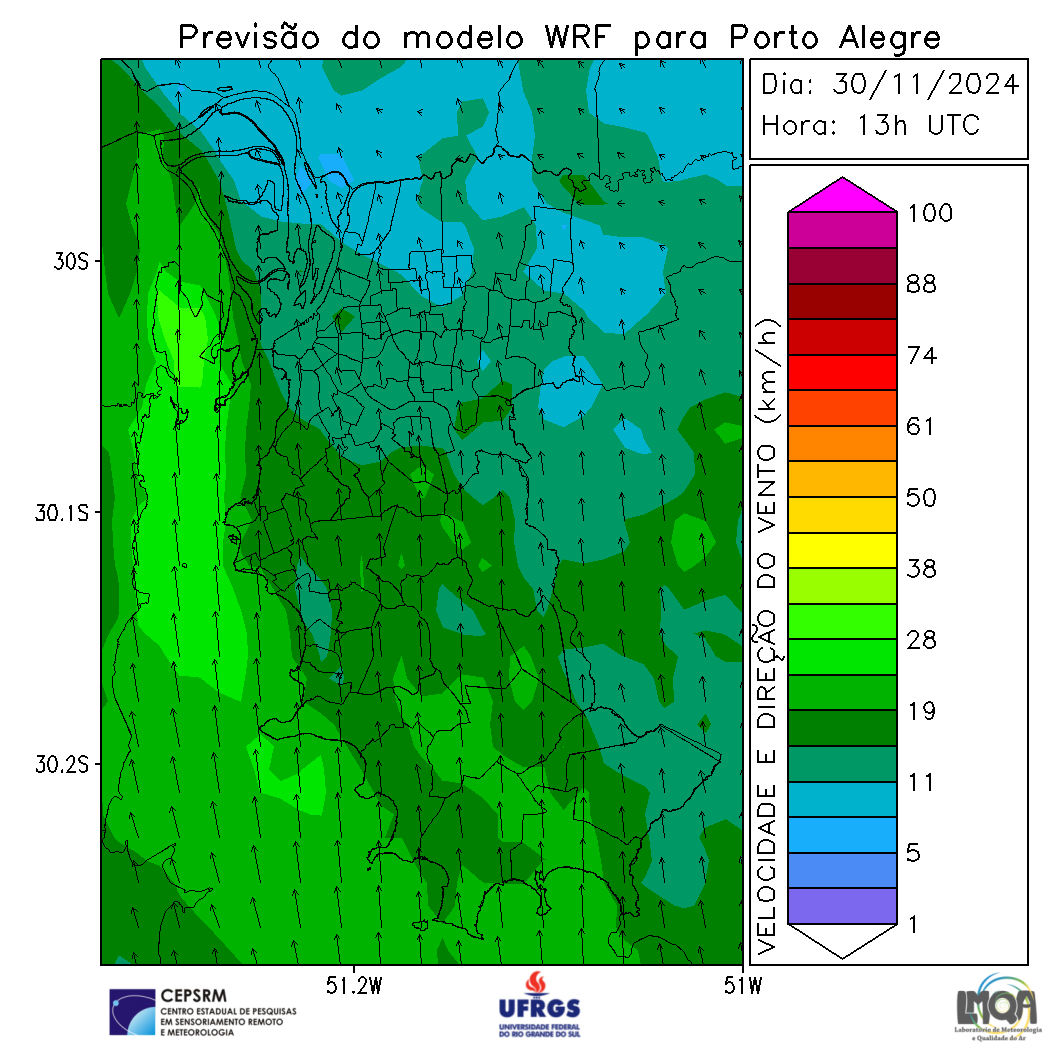 Previsão do modelo WRF para Porto Alegre
Dia: 30/11/2024
Hora: 13h UTC
30S
30.1S
30.2S
51.2W
51W
VELOCIDADE E DIREÇÃO DO VENTO (km/h)
100
88
74
61
50
38
28
19
11
5
1
CEPSRM
CENTRO ESTADUAL DE PESQUISAS
EM SENSORIAMENTO REMOTO
E METEOROLOGIA
UFRGS
UNIVERSIDADE FEDERAL
DO RIO GRANDE DO SUL
LMQA
Laboratório de Meteorologia
e Qualidade do Ar